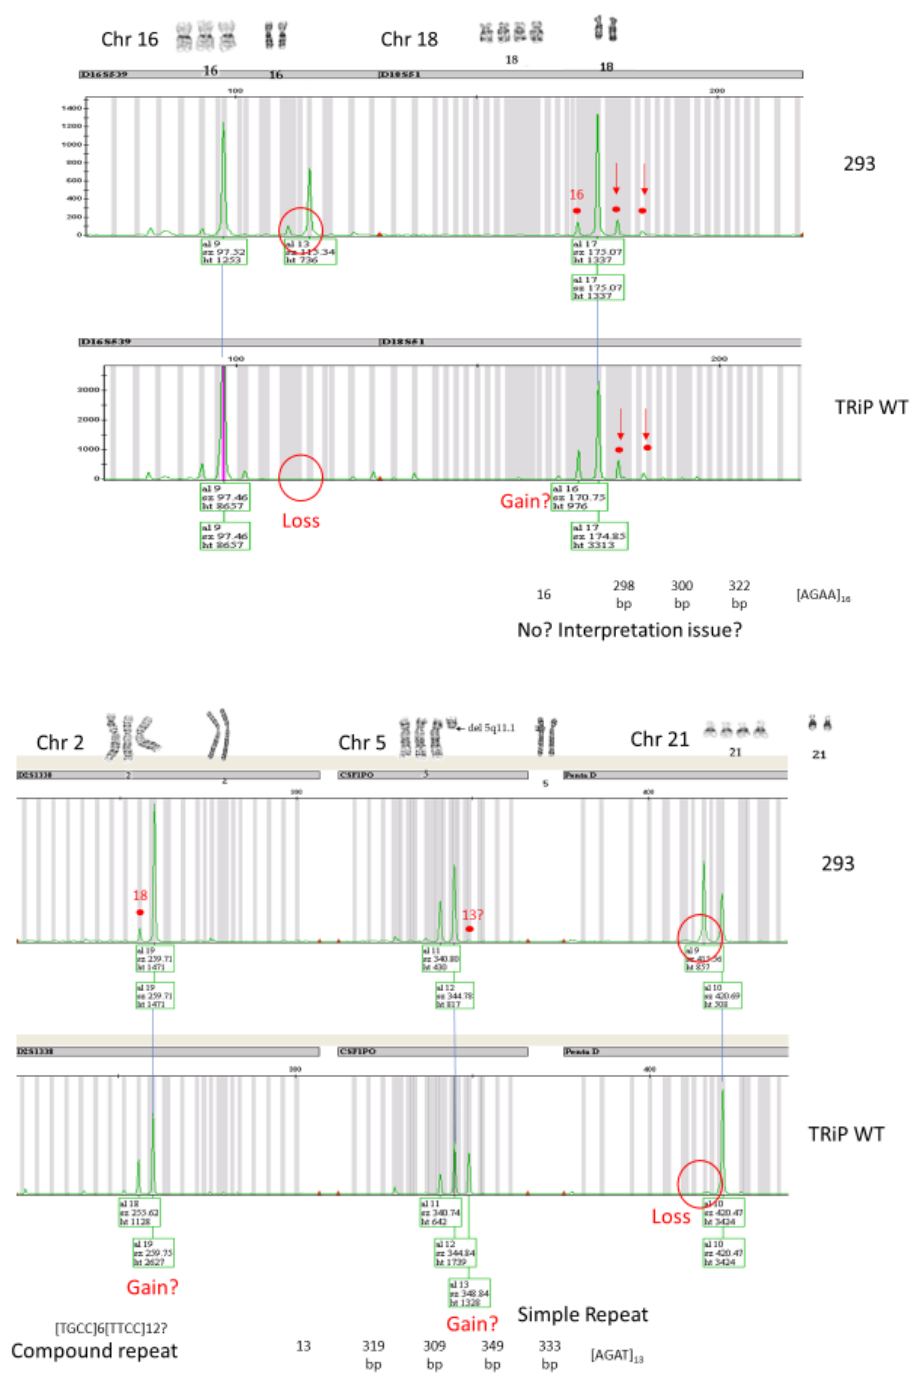 Chr 16
Chr 18
16
16
18
18
D16S539
D18S51
100
200
1400
1200
1000
800
600
400
200
0
16
293
al 9
sz 97.52
ht 1253
al 13
sz 115.34
ht 736
al 17
sz 175.07
ht 1337
al 17
sz 175.07
ht 1337
D16S539
D18S51
100
200
3000
2000
1000
0
TRiP WT
al 9
sz 97.46
ht 8657
al 9
sz 97.46
ht 8657
Loss
Gain?
al 16
sz 170.75
ht 976
al 17
sz 174.85
ht 3313
16
298 bp
300 bp
322 bp
[AGAA]16
No? Interpretation issue?
Chr 2
Chr 5
del 5q11.1
Chr 21
21
21
2
2
5
5
D2S1338
CSF1PO
Penta D
300
400
18
13?
293
al 19
sz 259.71
ht 1471
al 19
sz 259.71
ht 1471
al 11
sz 340.80
ht 430
al 12
sz 344.78
ht 817
al 9
sz 415.56
ht 857
al 10
sz 420.69
ht 508
D2S1338
CSF1PO
Penta D
300
400
TRiP WT
al 18
sz 255.62
ht 1128
al 19
sz 259.75
ht 2627
Gain?
al 11
sz 340.74
ht 642
al 12
sz 344.84
ht 1739
al 13
sz 348.84
ht 1328
Gain?
Loss
al 10
sz 420.47
ht 3424
al 10
sz 420.47
ht 3424
Simple Repeat
[TGCC]6[TTCC]12?
Compound repeat
13
319 bp
309 bp
349 bp
333 bp
[AGAT]13